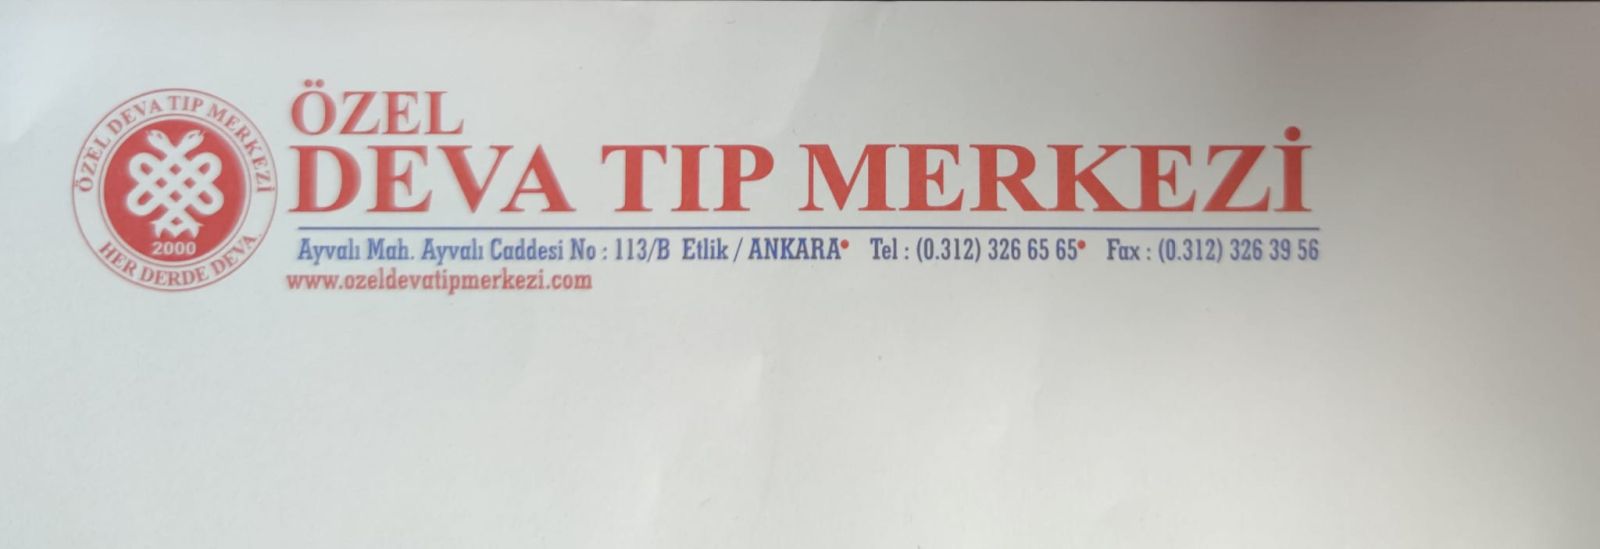 ÖZEL DEVA TIP MERKEZİ
2000
HER DERDE DEVA
ÖZEL
DEVA TIP MERKEZİ
Ayvalı Mah. Ayvalı Caddesi No : 113/B Etlik / ANKARA• Tel : (0.312) 326 65 65• Fax : (0.312) 326 39 56
www.ozeldevatipmerkezi.com